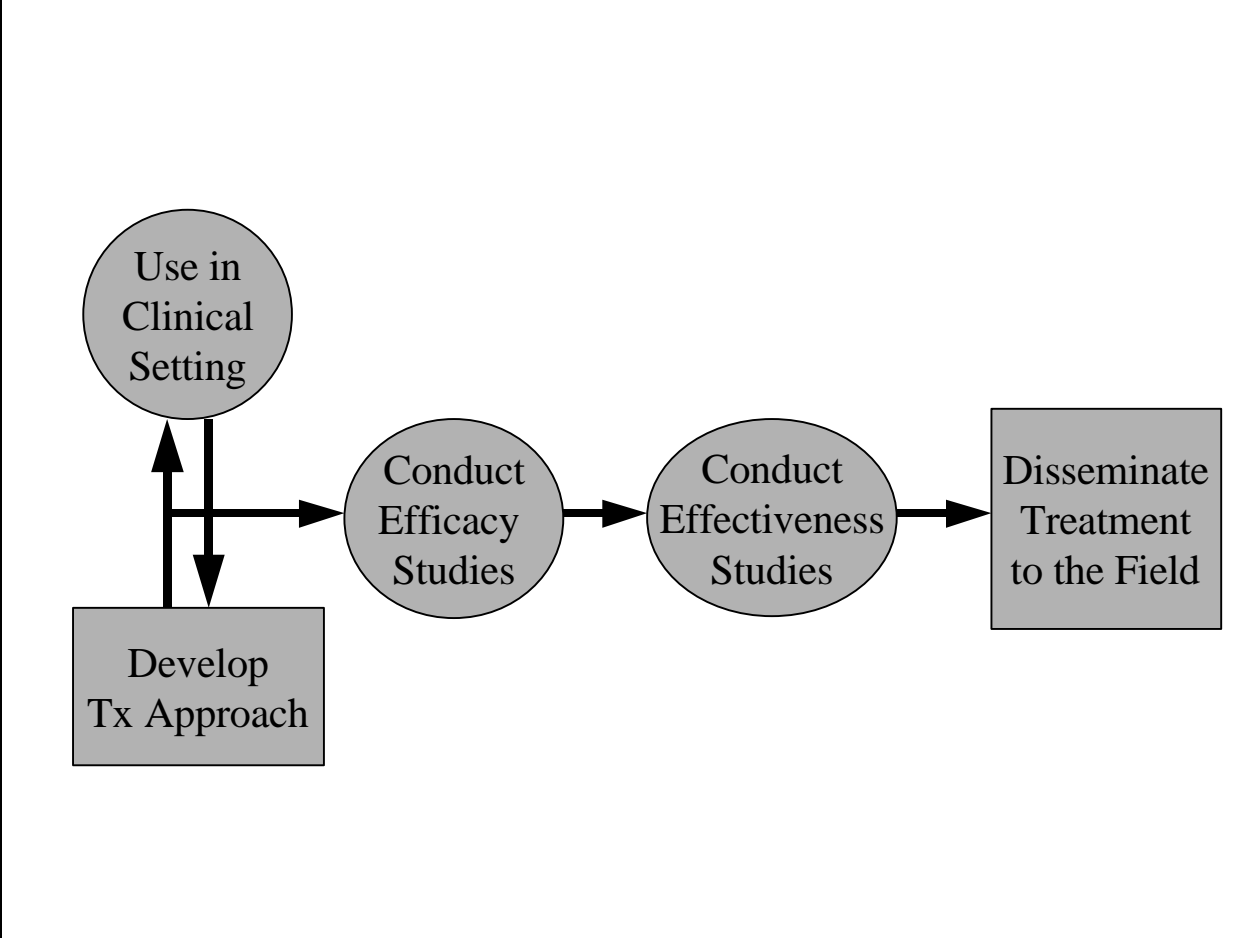 Use in
Clinical
Setting
Develop
Tx Approach
Conduct
Efficacy
Studies
Conduct
Effectiveness
Studies
Disseminate
Treatment
to the Field